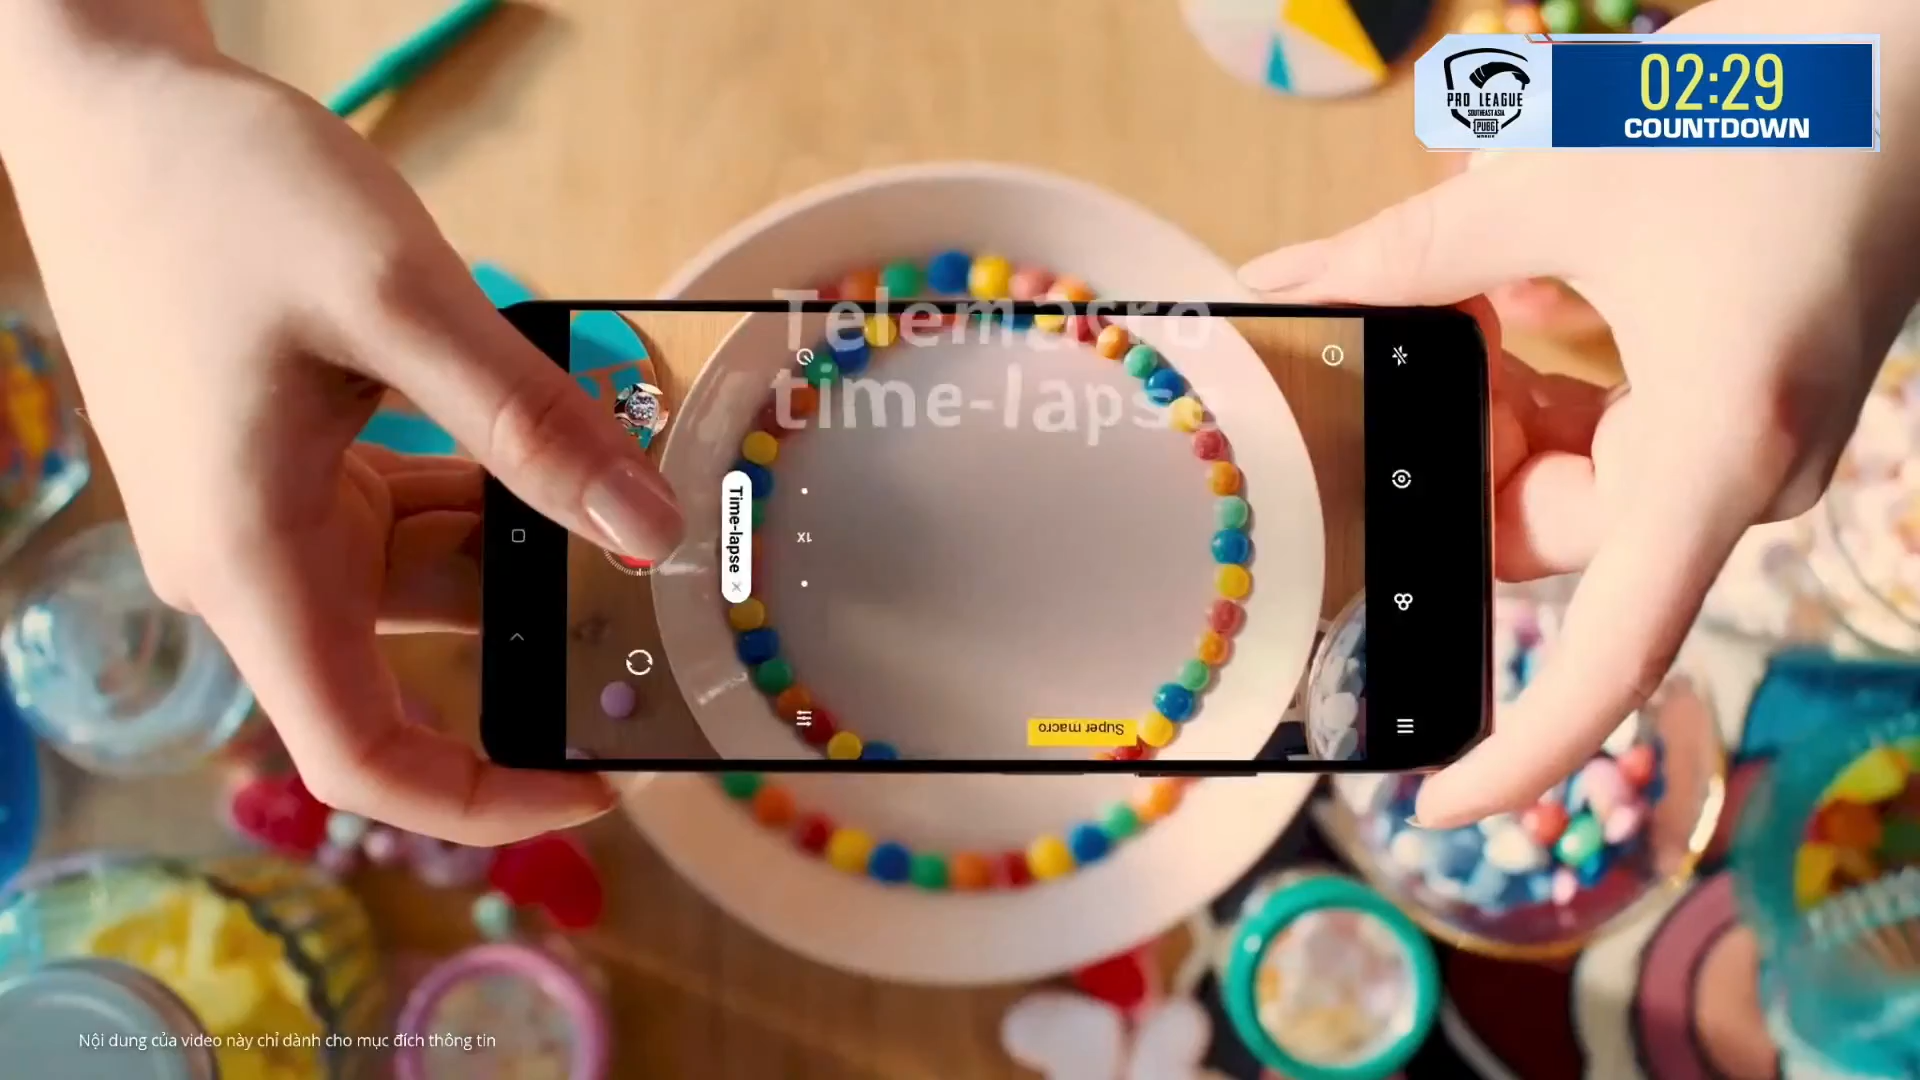 PRO LEAGUE
SOUTHEAST ASIA
PUBG
MOBILE
02:29
COUNTDOWN
Telemacro
time-lapse
Time-lapse ×
1X
Super macro
Nội dung của video này chỉ dành cho mục đích thông tin